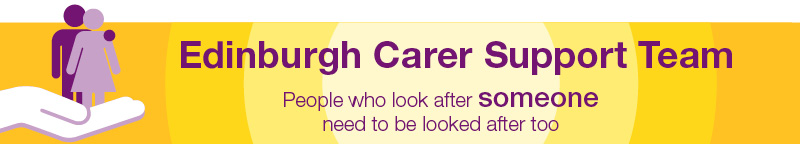 Edinburgh Carer Support Team
People who look after someone
need to be looked after too